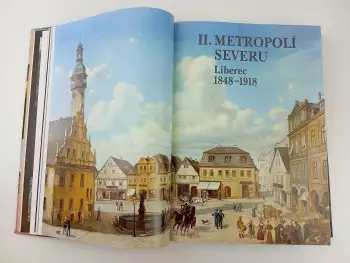 II. METROPOLÍ
SEVERU
Liberec
1848–1918